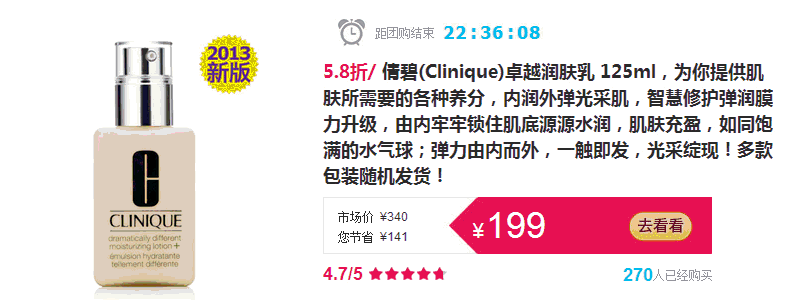 2013
新版
CLINIQUE
dramatically different
moisturizing lotion +
émulsion hydratante
tellement différente
距团购结束 22:36:08
5.8折/ 倩碧(Clinique)卓越润肤乳 125ml，为你提供肌
肤所需要的各种养分，内润外弹光采肌，智慧修护弹润膜
力升级，由内牢牢锁住肌底源源水润，肌肤充盈，如同饱
满的水气球；弹力由内而外，一触即发，光采绽现！多款
包装随机发货！
市场价 ¥340
您节省 ¥141
¥199
去看看
4.7/5
270人已经购买